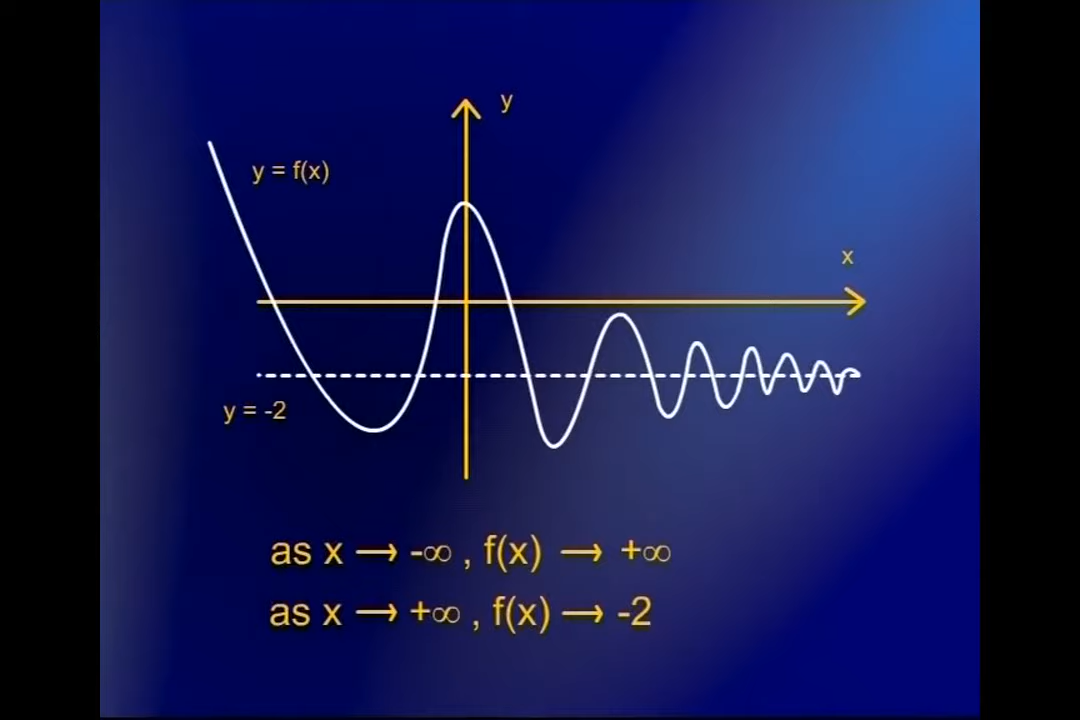 y
y = f(x)
x
y = -2
as x ⟶ -∞ , f(x) ⟶ +∞
as x ⟶ +∞ , f(x) ⟶ -2